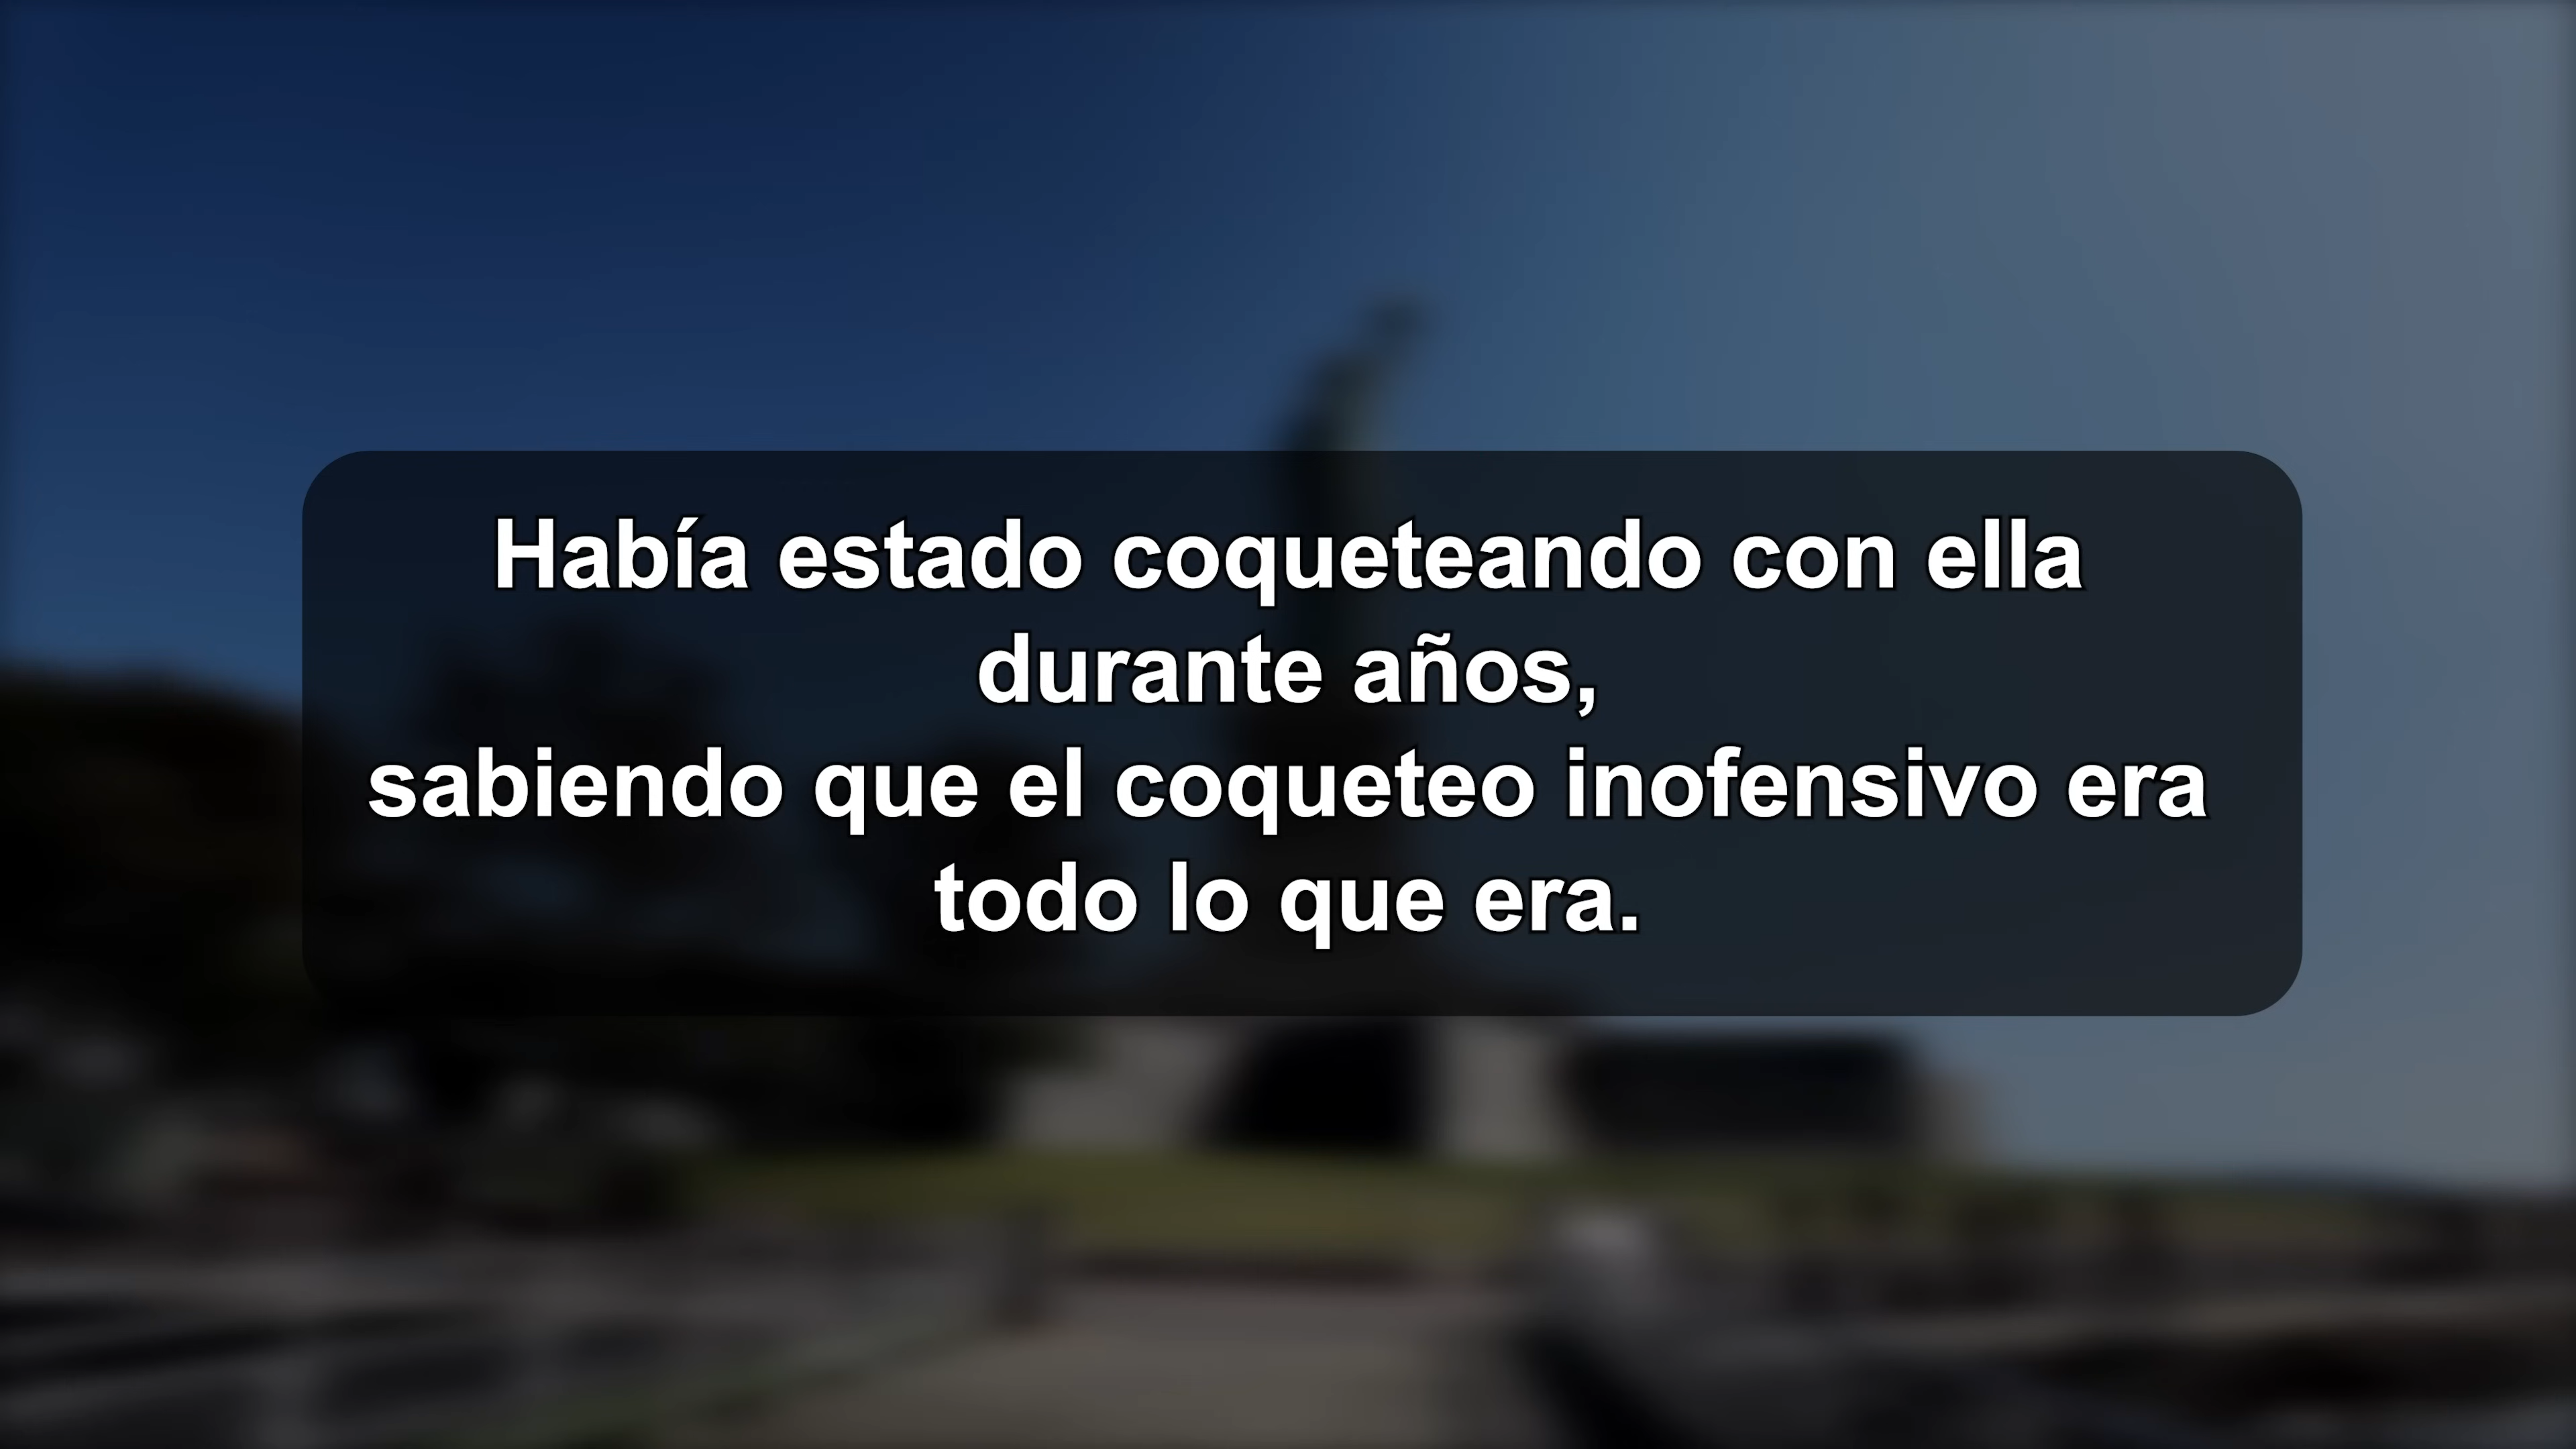 Había estado coqueteando con ella
durante años,
sabiendo que el coqueteo inofensivo era
todo lo que era.